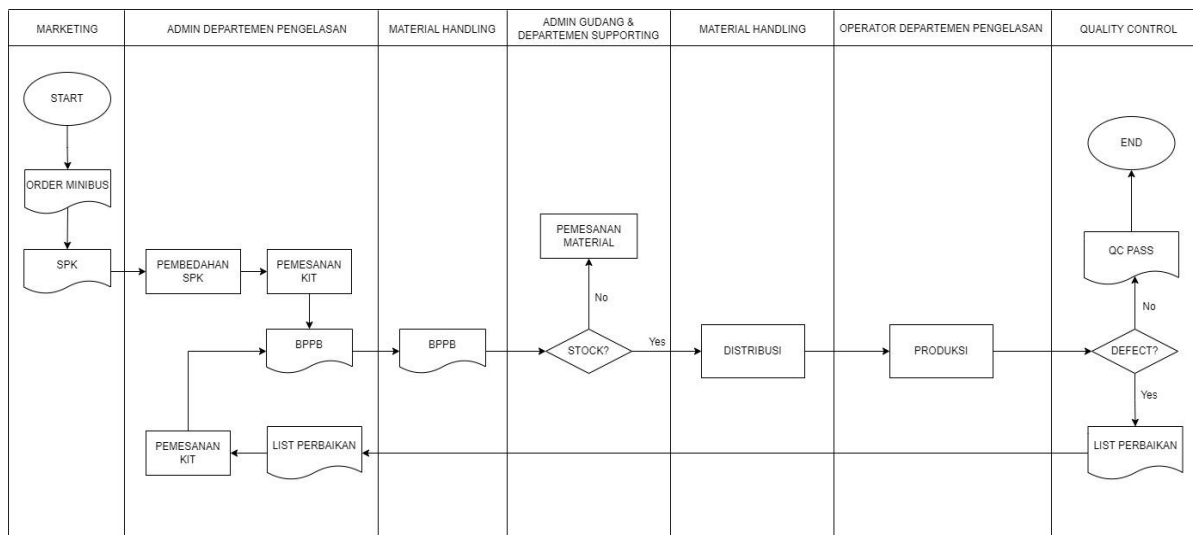 MARKETING
ADMIN DEPARTEMEN PENGELASAN
MATERIAL HANDLING
ADMIN GUDANG &
DEPARTEMEN SUPPORTING
MATERIAL HANDLING
OPERATOR DEPARTEMEN PENGELASAN
QUALITY CONTROL
START
ORDER MINIBUS
SPK
PEMBEDAHAN
SPK
PEMESANAN
KIT
BPPB
BPPB
PEMESANAN
MATERIAL
No
STOCK?
Yes
DISTRIBUSI
PRODUKSI
END
QC PASS
No
DEFECT?
Yes
LIST PERBAIKAN
LIST PERBAIKAN
PEMESANAN
KIT